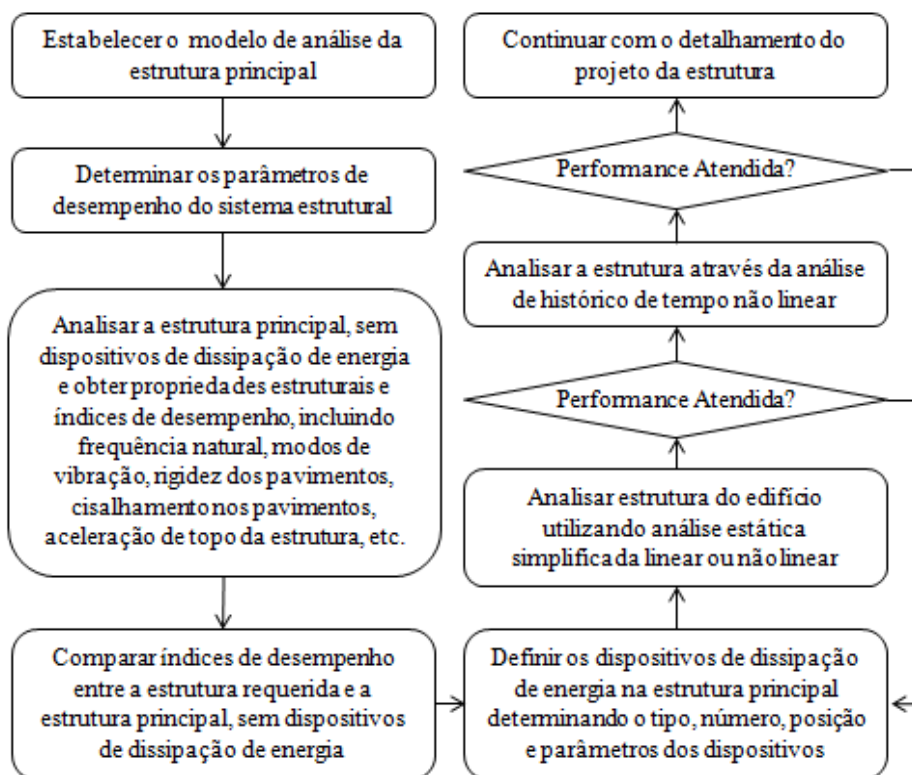 Estabelecer o modelo de análise da
estrutura principal
Determinar os parâmetros de
desempenho do sistema estrutural
Analisar a estrutura principal, sem
dispositivos de dissipação de energia
e obter propriedades estruturais e
índices de desempenho, incluindo
frequência natural, modos de
vibração, rigidez dos pavimentos,
cisalhamento nos pavimentos,
aceleração de topo da estrutura, etc.
Comparar índices de desempenho
entre a estrutura requerida e a
estrutura principal, sem dispositivos
de dissipação de energia
Definir os dispositivos de dissipação
de energia na estrutura principal
determinando o tipo, número, posição
e parâmetros dos dispositivos
Analisar estrutura do edifício
utilizando análise estática
simplificada linear ou não linear
Performance Atendida?
Analisar a estrutura através da análise
de histórico de tempo não linear
Performance Atendida?
Continuar com o detalhamento do
projeto da estrutura